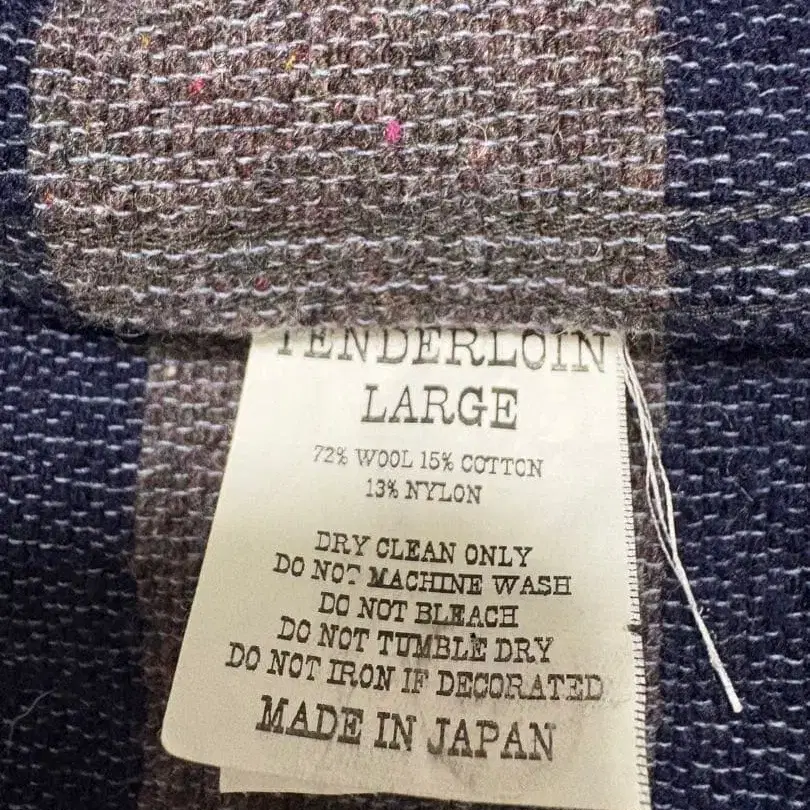 TENDERLOIN
LARGE
72% WOOL 15% COTTON
13% NYLON
DRY CLEAN ONLY
DO NOT MACHINE WASH
DO NOT BLEACH
DO NOT TUMBLE DRY
DO NOT IRON IF DECORATED
MADE IN JAPAN